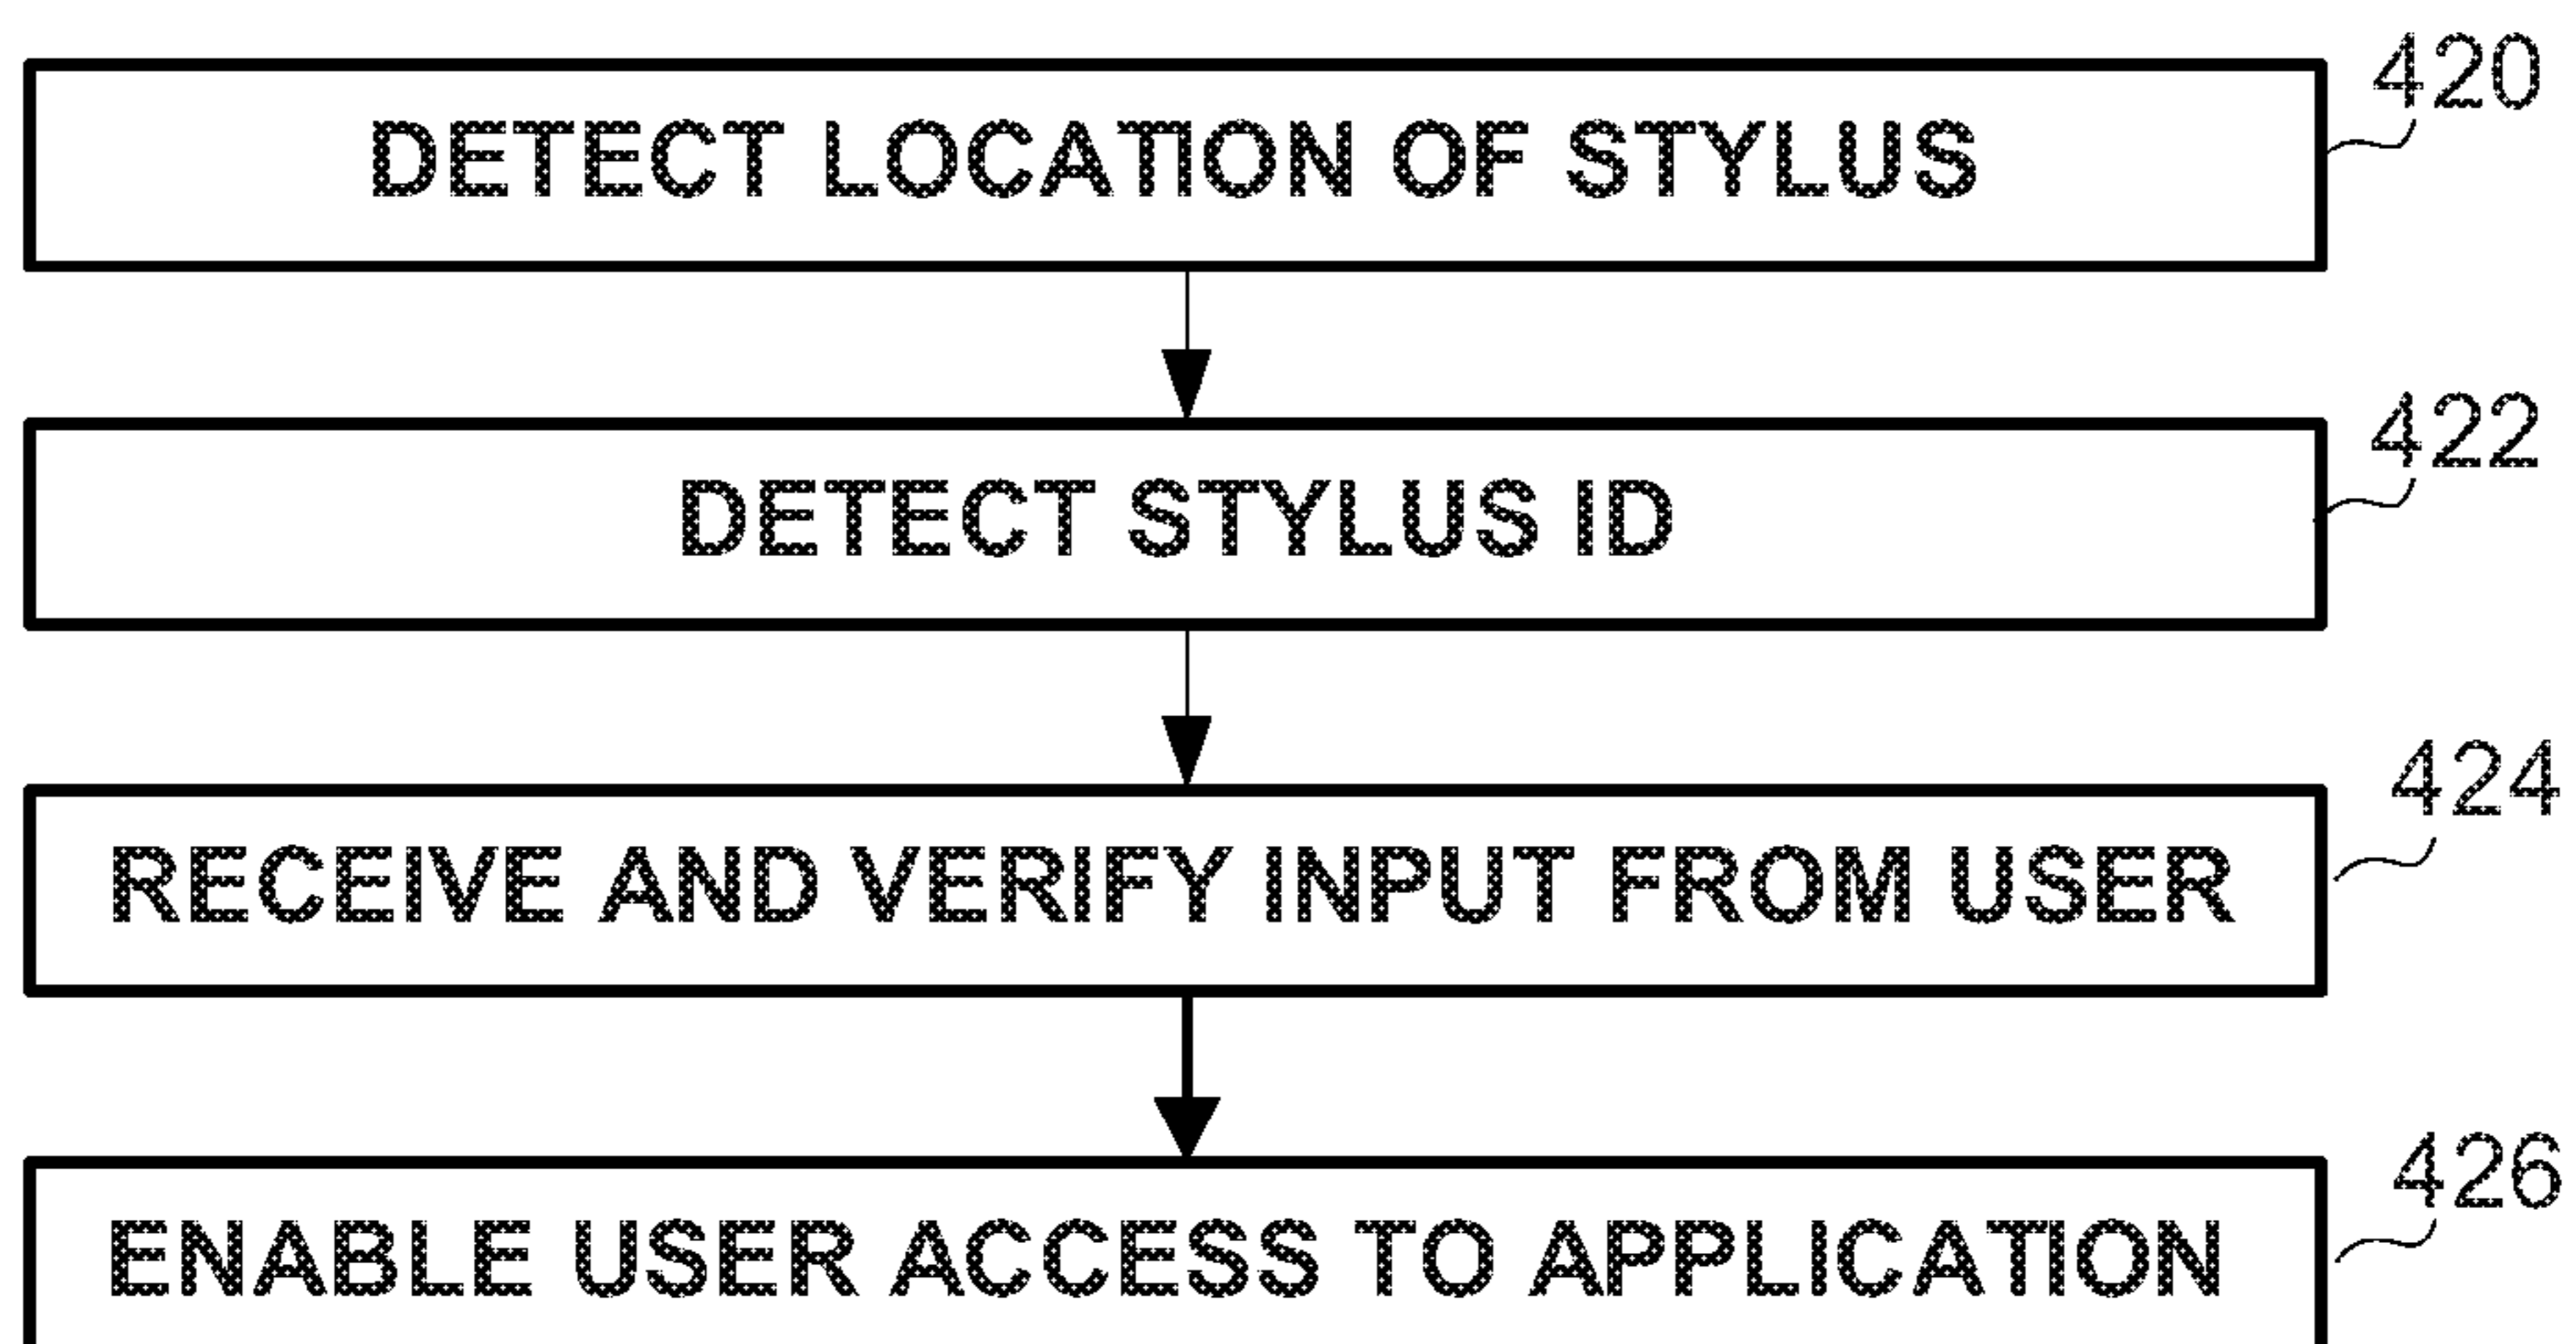 420
DETECT LOCATION OF STYLUS
422
DETECT STYLUS ID
424
RECEIVE AND VERIFY INPUT FROM USER
426
ENABLE USER ACCESS TO APPLICATION